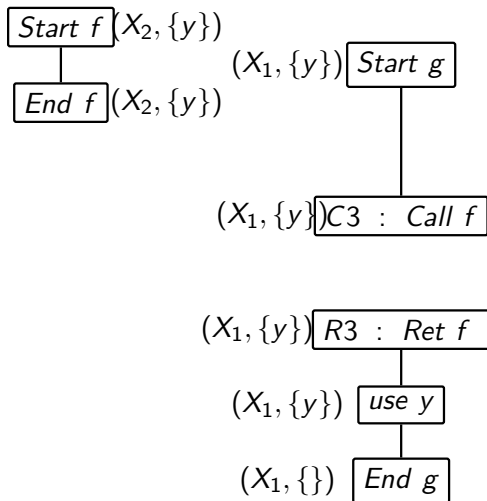 Start f (X₂, {y})
End f (X₂, {y})
(X₁, {y}) Start g
(X₁, {y}) C3 : Call f
(X₁, {y}) R3 : Ret f
(X₁, {y}) use y
(X₁, {}) End g